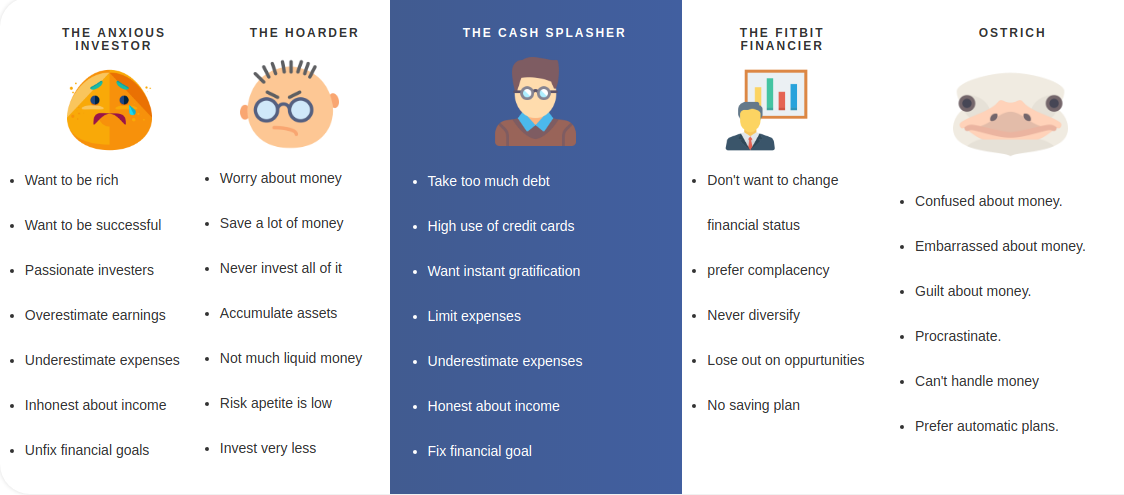 THE ANXIOUS
INVESTOR
Want to be rich
Want to be successful
Passionate investers
Overestimate earnings
Underestimate expenses
Inhonest about income
Unfix financial goals
THE HOARDER
Worry about money
Save a lot of money
Never invest all of it
Accumulate assets
Not much liquid money
Risk apetite is low
Invest very less
THE CASH SPLASHER
Take too much debt
High use of credit cards
Want instant gratification
Limit expenses
Underestimate expenses
Honest about income
Fix financial goal
THE FITBIT
FINANCIER
Don't want to change
financial status
prefer complacency
Never diversify
Lose out on oppurtunities
No saving plan
OSTRICH
Confused about money.
Embarrassed about money.
Guilt about money.
Procrastinate.
Can't handle money
Prefer automatic plans.